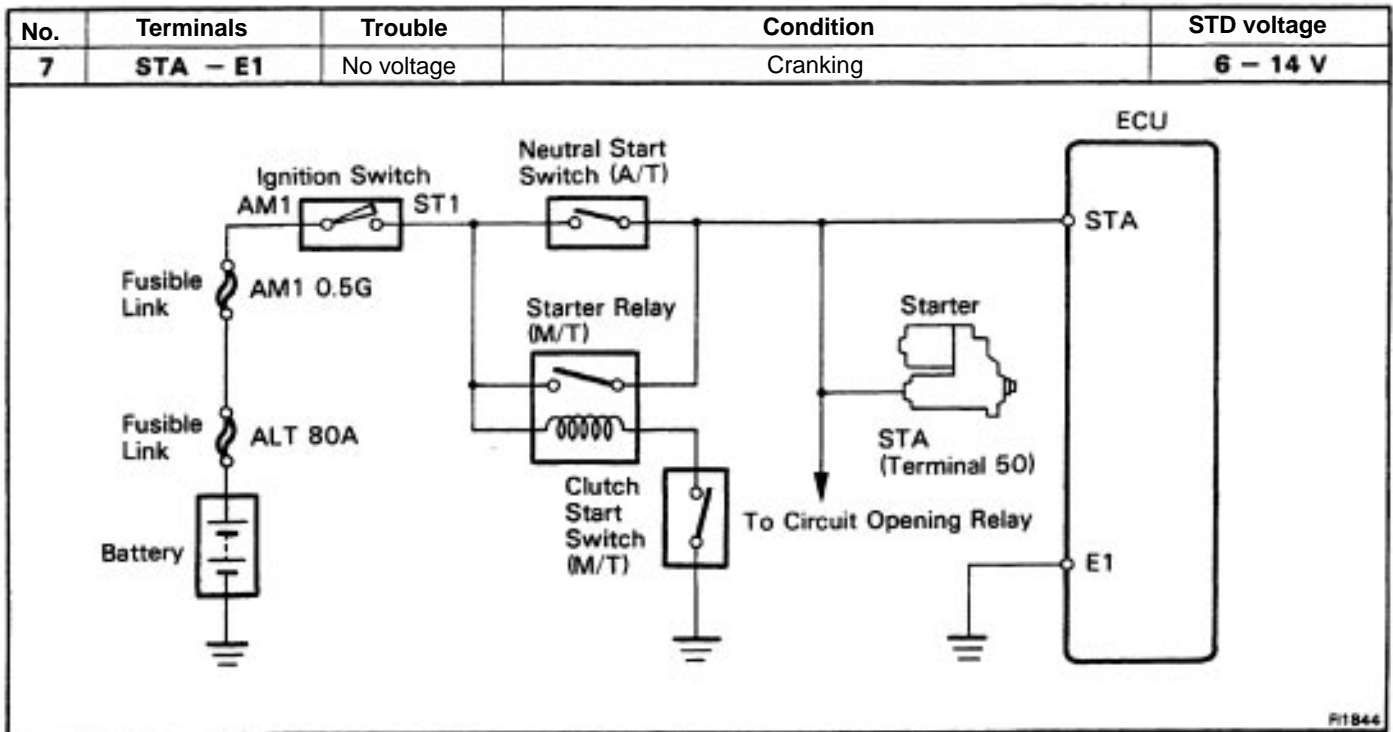 No. Terminals Trouble Condition STD voltage
7 STA — E1 No voltage Cranking 6 — 14 V
ECU
Neutral Start
Switch (A/T)
Ignition Switch
AM1 ST1
STA
Fusible
Link
AM1 0.5G
Starter Relay
(M/T)
Starter
Fusible
Link
ALT 80A
STA
(Terminal 50)
Clutch
Start
Switch
(M/T)
To Circuit Opening Relay
Battery
E1
FI1844